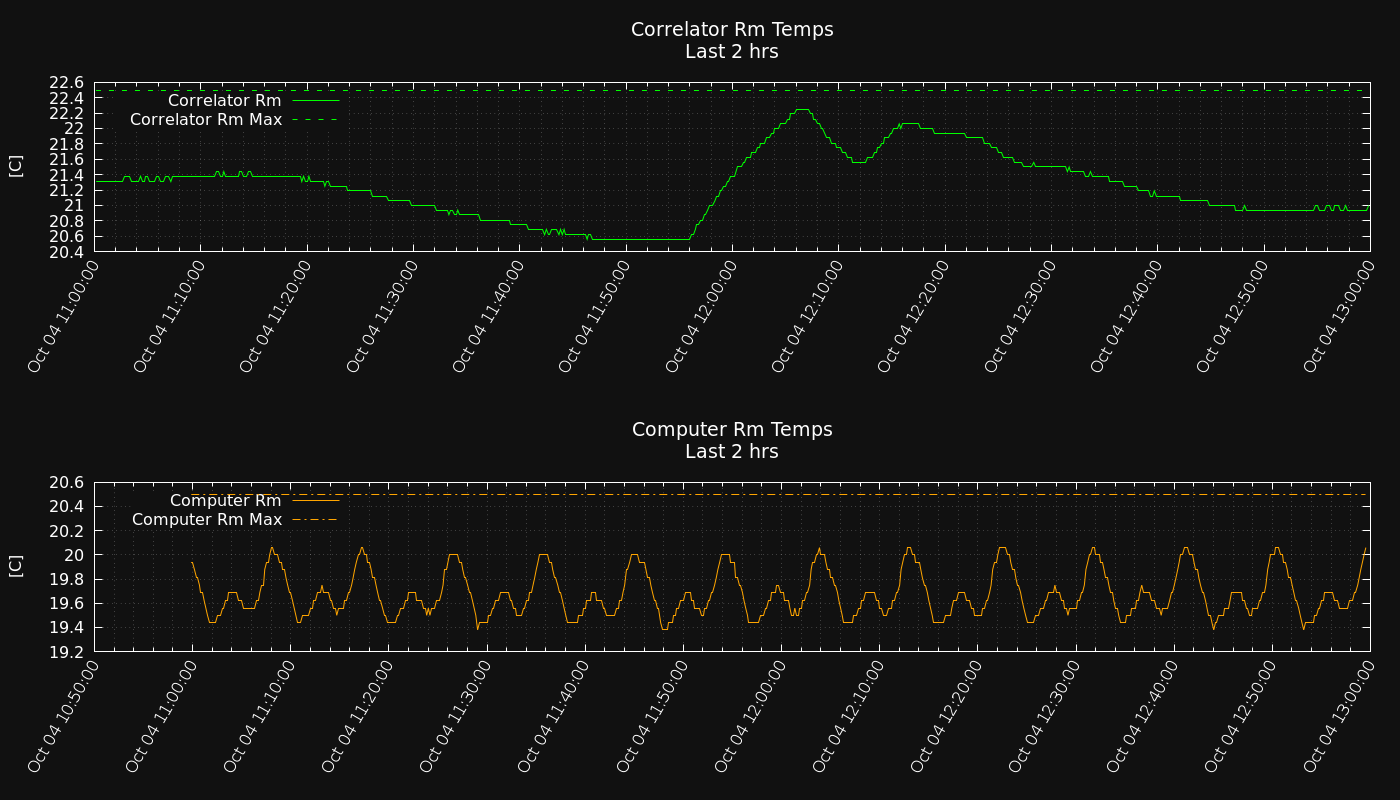 Correlator Rm Temps
Last 2 hrs
22.6
22.4
22.2
22
21.8
21.6
21.4
21.2
21
20.8
20.6
20.4
[C]
Correlator Rm
Correlator Rm Max
Oct 04 11:00:00
Oct 04 11:10:00
Oct 04 11:20:00
Oct 04 11:30:00
Oct 04 11:40:00
Oct 04 11:50:00
Oct 04 12:00:00
Oct 04 12:10:00
Oct 04 12:20:00
Oct 04 12:30:00
Oct 04 12:40:00
Oct 04 12:50:00
Oct 04 13:00:00
Computer Rm Temps
Last 2 hrs
20.6
20.4
20.2
20
19.8
19.6
19.4
19.2
[C]
Computer Rm
Computer Rm Max
Oct 04 10:50:00
Oct 04 11:00:00
Oct 04 11:10:00
Oct 04 11:20:00
Oct 04 11:30:00
Oct 04 11:40:00
Oct 04 11:50:00
Oct 04 12:00:00
Oct 04 12:10:00
Oct 04 12:20:00
Oct 04 12:30:00
Oct 04 12:40:00
Oct 04 12:50:00
Oct 04 13:00:00